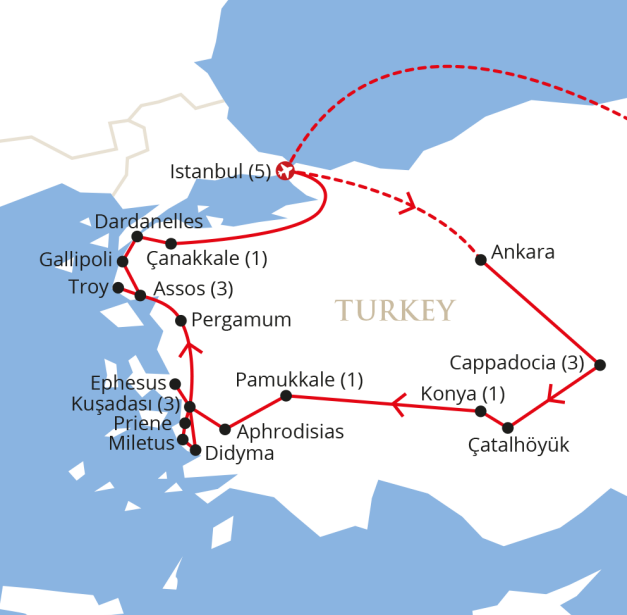 Istanbul (5)
Dardanelles
Gallipoli
Çanakkale (1)
Ankara
Troy
Assos (3)
TURKEY
Pergamum
Cappadocia (3)
Ephesus
Pamukkale (1)
Konya (1)
Kuşadası (3)
Priene
Aphrodisias
Miletus
Didyma
Çatalhöyük